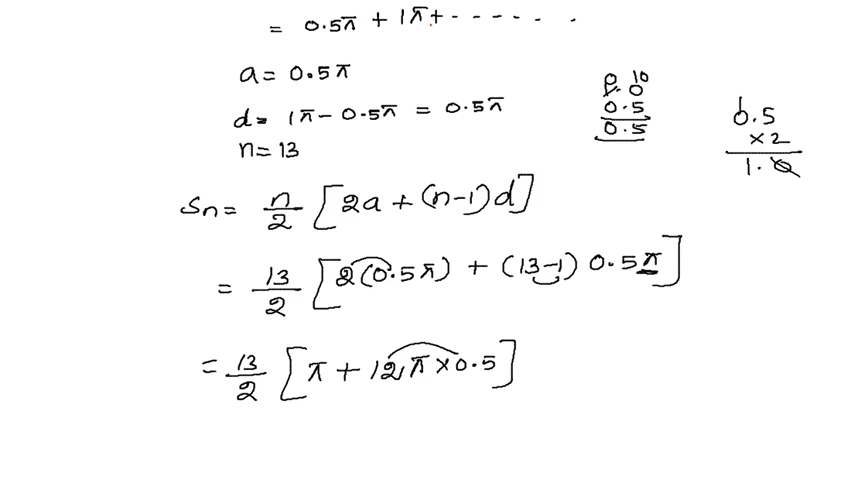 = 0.5π + 1π + - - - - - - .
a = 0.5π
d = 1π - 0.5π = 0.5π
n = 13
Sn = n/2 [2a + (n-1)d]
= 13/2 [2(0.5π) + (13-1) 0.5π]
= 13/2 [π + 12π × 0.5]
0 10
1.0
0.5
0.5
0.5
×2
1.0